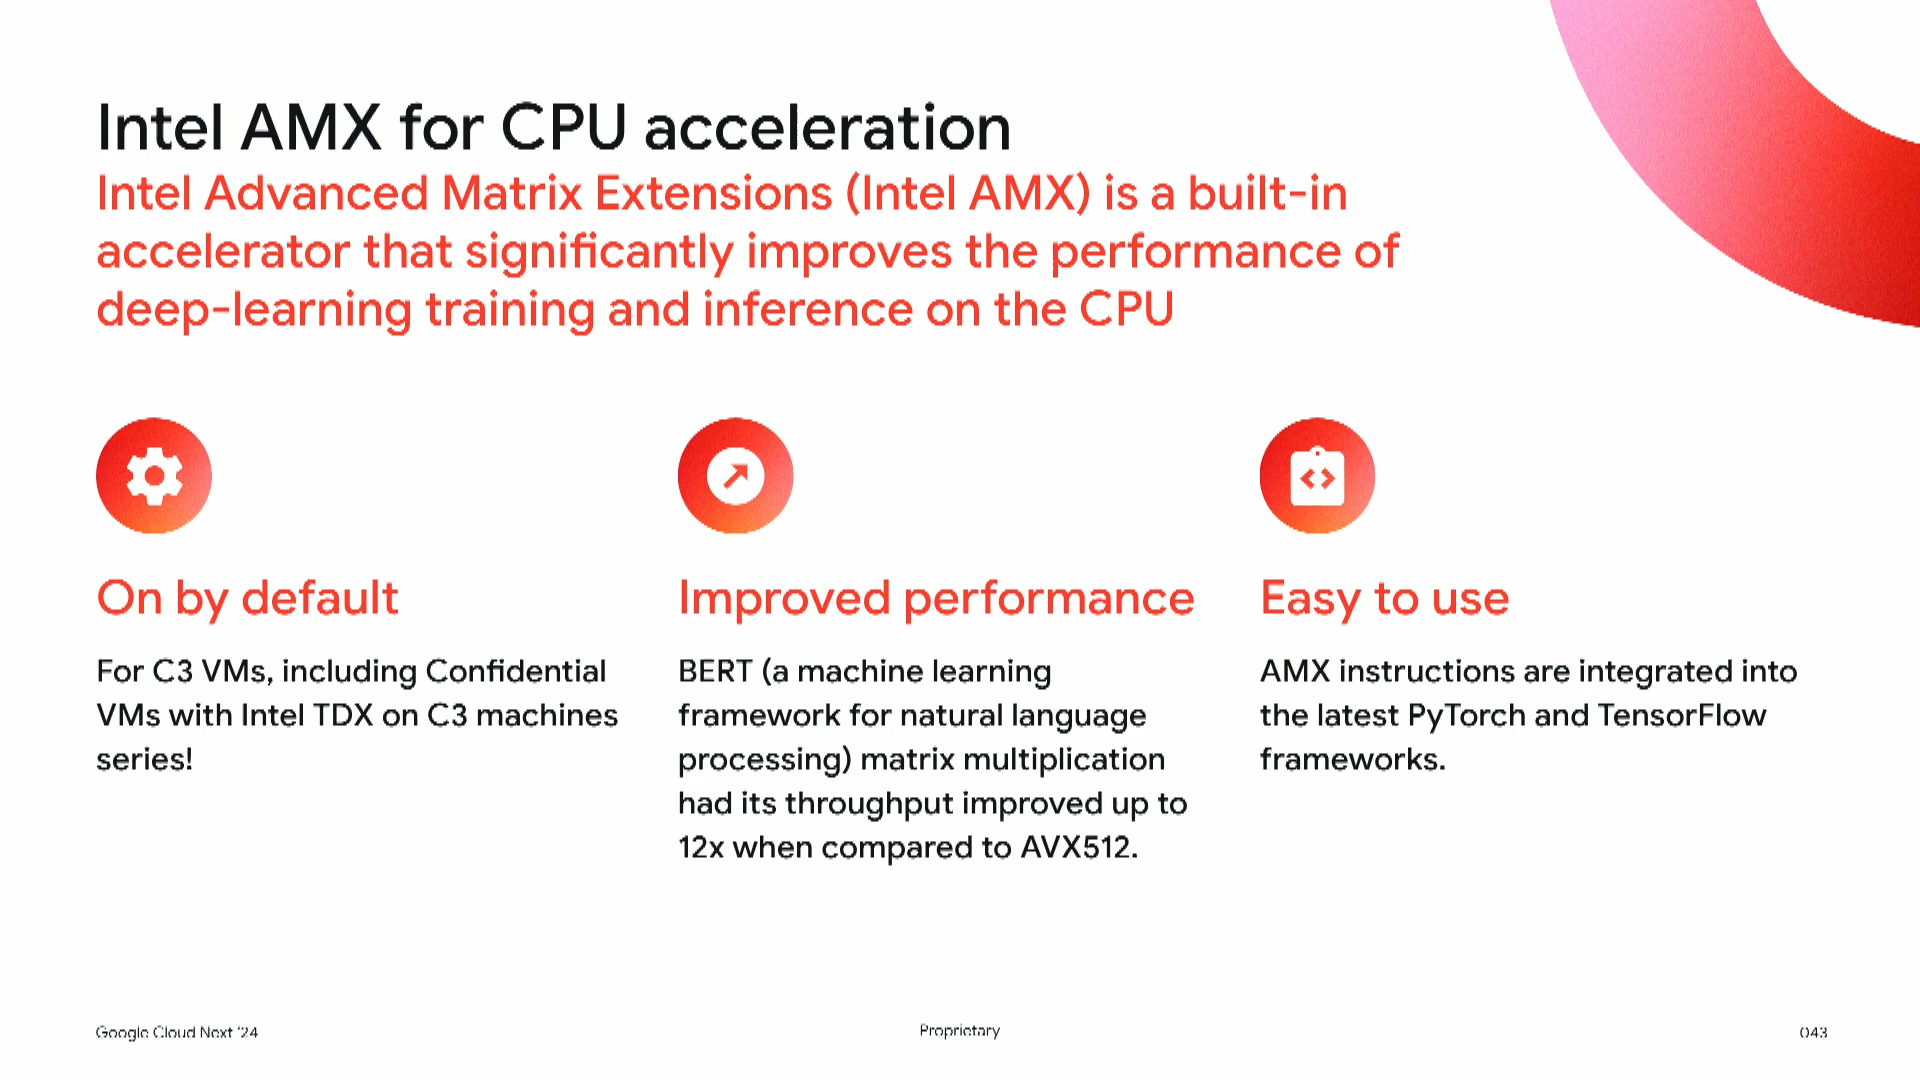 Intel AMX for CPU acceleration
Intel Advanced Matrix Extensions (Intel AMX) is a built-in
accelerator that significantly improves the performance of
deep-learning training and inference on the CPU
On by default
For C3 VMs, including Confidential
VMs with Intel TDX on C3 machines
series!
Improved performance
BERT (a machine learning
framework for natural language
processing) matrix multiplication
had its throughput improved up to
12x when compared to AVX512.
Easy to use
AMX instructions are integrated into
the latest PyTorch and TensorFlow
frameworks.
Google Cloud Next '24
Proprietary
043